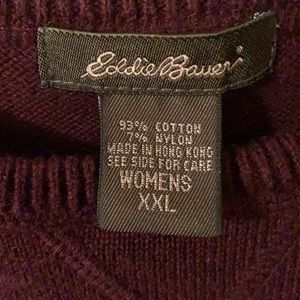 Eddie Bauer
93% COTTON
7% NYLON
MADE IN HONG KONG
SEE SIDE FOR CARE
WOMENS
XXL